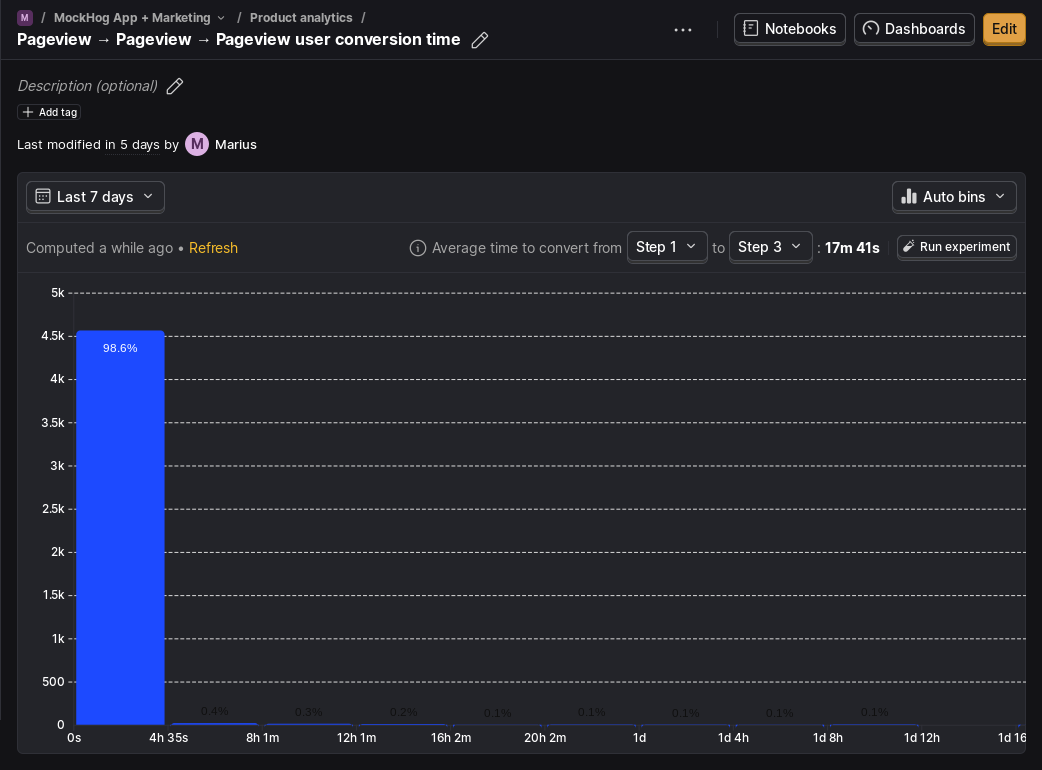 M / MockHog App + Marketing / Product analytics /
Pageview → Pageview → Pageview user conversion time
Notebooks
Dashboards
Edit
Description (optional)
Add tag
Last modified in 5 days by M Marius
Last 7 days
Auto bins
Computed a while ago • Refresh
Average time to convert from Step 1 to Step 3 : 17m 41s
Run experiment
5k
4.5k
4k
3.5k
3k
2.5k
2k
1.5k
1k
500
0
98.6%
0.4%
0.3%
0.2%
0.1%
0.1%
0.1%
0.1%
0.1%
0s
4h 35s
8h 1m
12h 1m
16h 2m
20h 2m
1d
1d 4h
1d 8h
1d 12h
1d 16